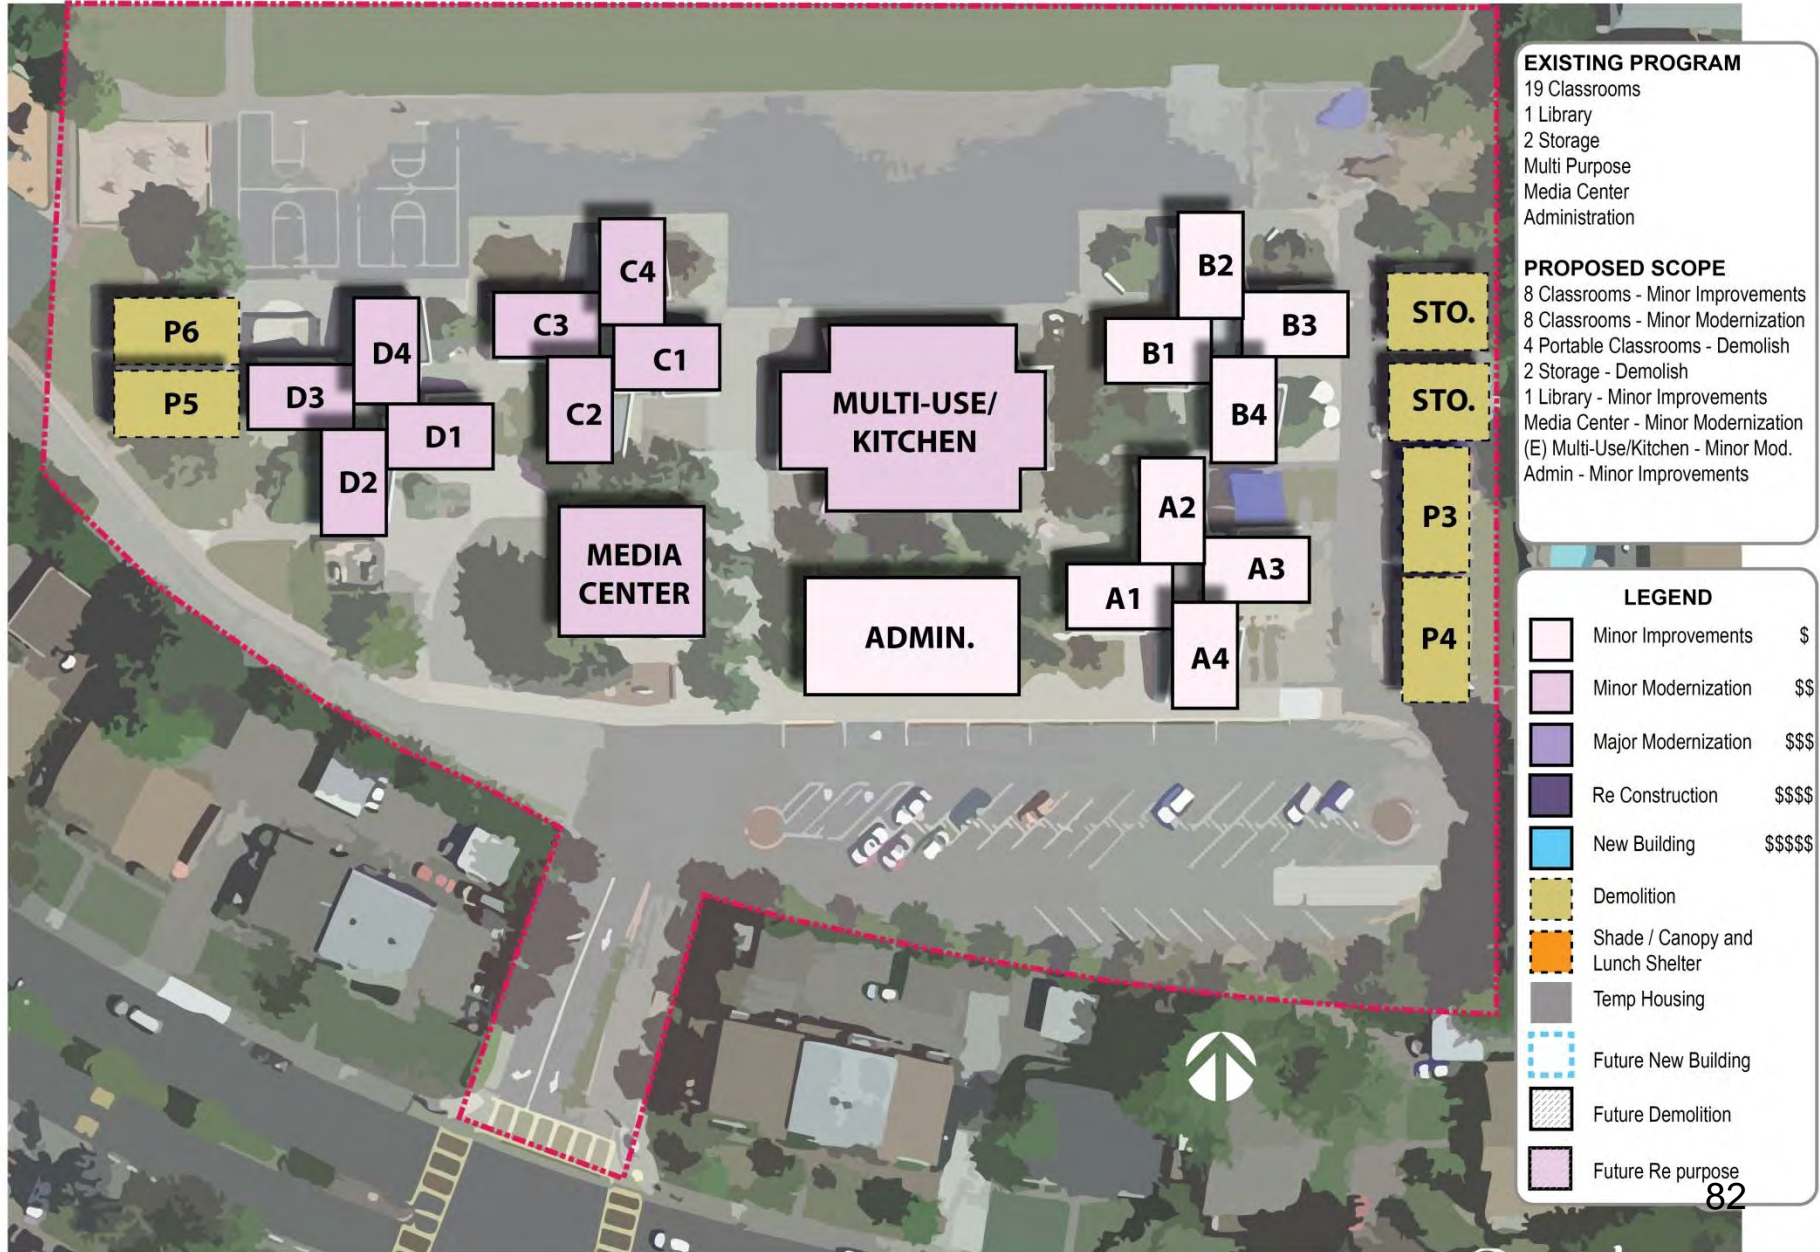 EXISTING PROGRAM
19 Classrooms
1 Library
2 Storage
Multi Purpose
Media Center
Administration
PROPOSED SCOPE
8 Classrooms - Minor Improvements
8 Classrooms - Minor Modernization
4 Portable Classrooms - Demolish
2 Storage - Demolish
1 Library - Minor Improvements
Media Center - Minor Modernization
(E) Multi-Use/Kitchen - Minor Mod.
Admin - Minor Improvements
C4
C3
C1
C2
P6
P5
D4
D3
D1
D2
MULTI-USE/
KITCHEN
MEDIA
CENTER
ADMIN.
B2
B3
B1
B4
A2
A3
A1
A4
STO.
STO.
P3
P4
LEGEND
Minor Improvements $
Minor Modernization $$
Major Modernization $$$
Re Construction $$$$
New Building $$$$$
Demolition
Shade / Canopy and
Lunch Shelter
Temp Housing
Future New Building
Future Demolition
Future Re purpose
82